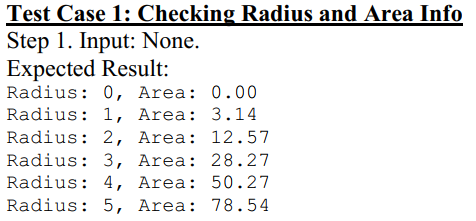 Test Case 1: Checking Radius and Area Info
Step 1. Input: None.
Expected Result:
Radius: 0, Area: 0.00
Radius: 1, Area: 3.14
Radius: 2, Area: 12.57
Radius: 3, Area: 28.27
Radius: 4, Area: 50.27
Radius: 5, Area: 78.54